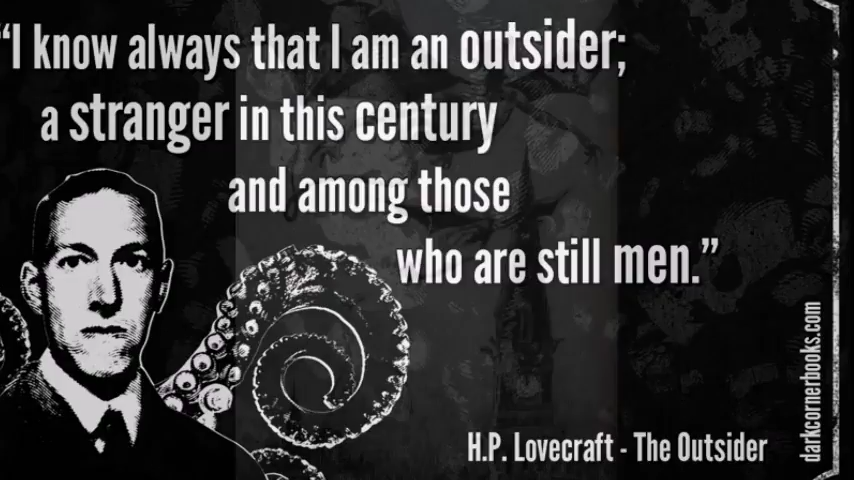 “I know always that I am an outsider;
a stranger in this century
and among those
who are still men.”
H.P. Lovecraft - The Outsider
darkcornerbooks.com